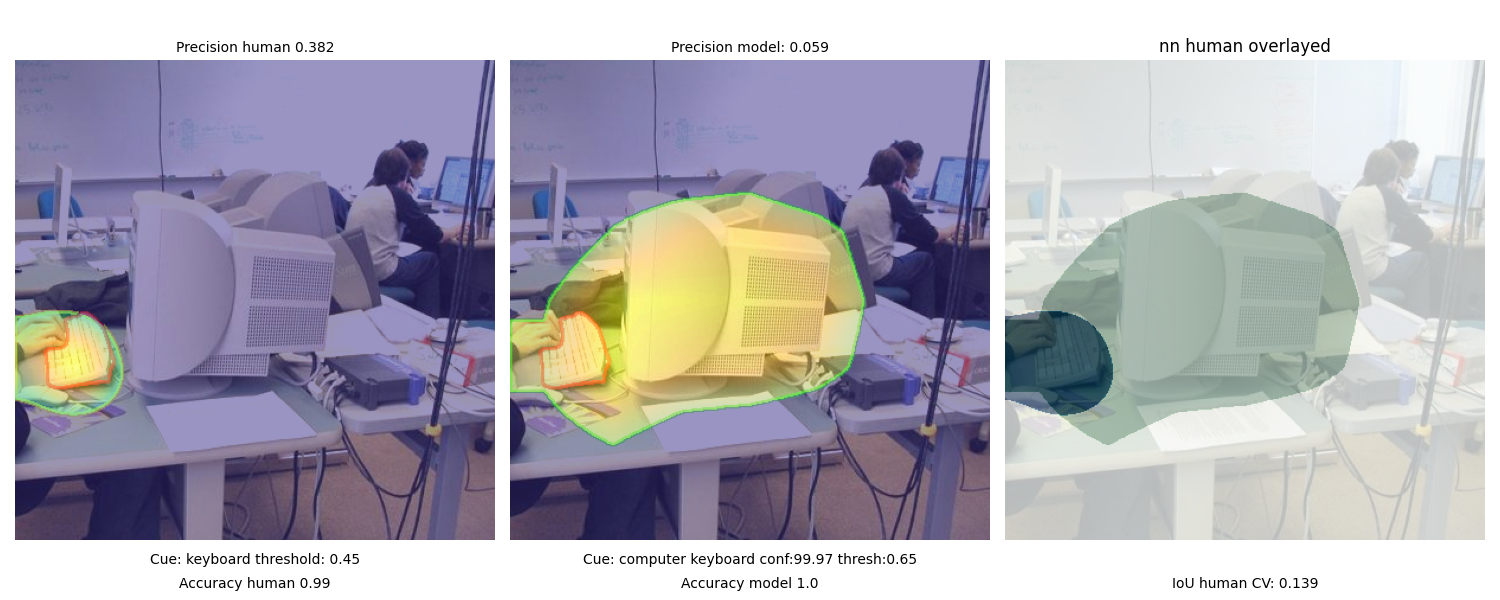 Precision human 0.382
Precision model: 0.059
nn human overlayed
Cue: keyboard threshold: 0.45
Accuracy human 0.99
Cue: computer keyboard conf:99.97 thresh:0.65
Accuracy model 1.0
IoU human CV: 0.139